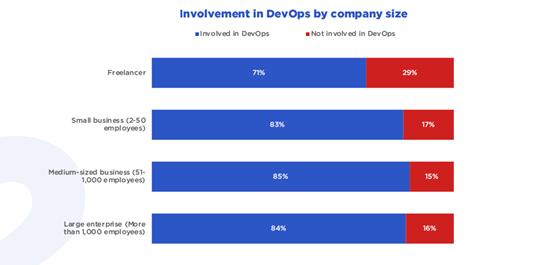 Involvement in DevOps by company size
Involved in DevOps
Not involved in DevOps
Freelancer
71%
29%
Small business (2-50
employees)
83%
17%
Medium-sized business (51-
1,000 employees)
85%
15%
Large enterprise (More
than 1,000 employees)
84%
16%